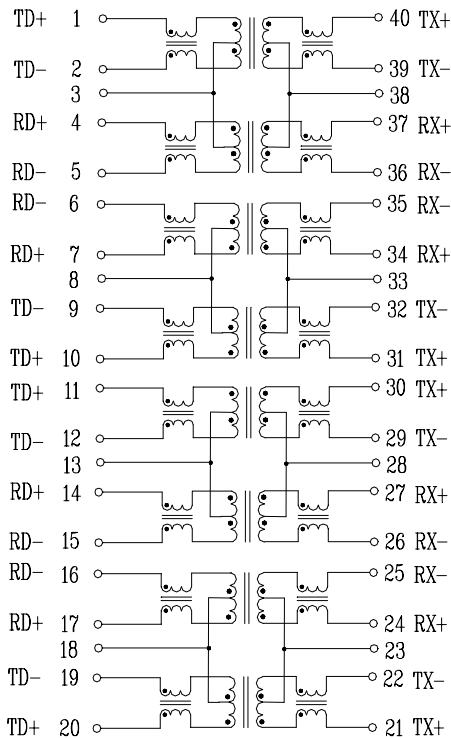 TD+ 1 40 TX+
TD- 2 39 TX-
3 38
RD+ 4 37 RX+
RD- 5 36 RX-
RD- 6 35 RX-
RD+ 7 34 RX+
8 33
TD- 9 32 TX-
TD+ 10 31 TX+
TD+ 11 30 TX+
TD- 12 29 TX-
13 28
RD+ 14 27 RX+
RD- 15 26 RX-
RD- 16 25 RX-
RD+ 17 24 RX+
18 23
TD- 19 22 TX-
TD+ 20 21 TX+